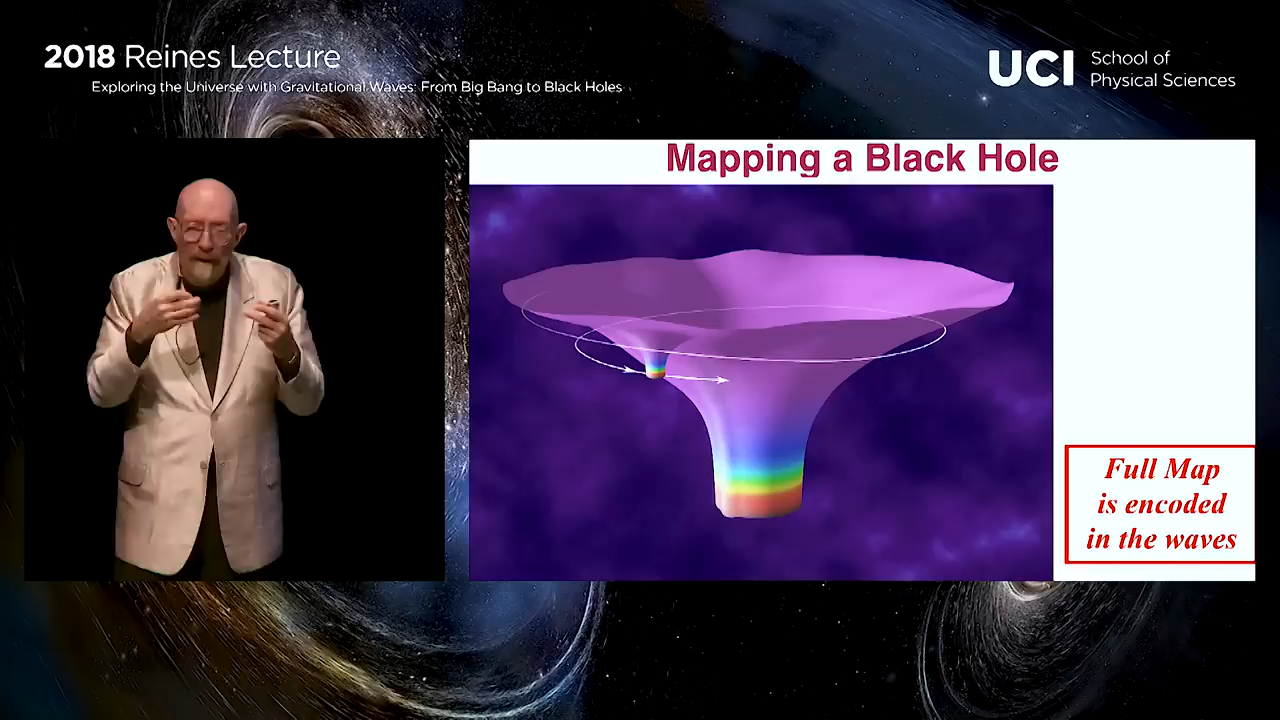 2018 Reines Lecture
Exploring the Universe with Gravitational Waves: From Big Bang to Black Holes
UCI
School of
Physical Sciences
Mapping a Black Hole
Full Map
is encoded
in the waves